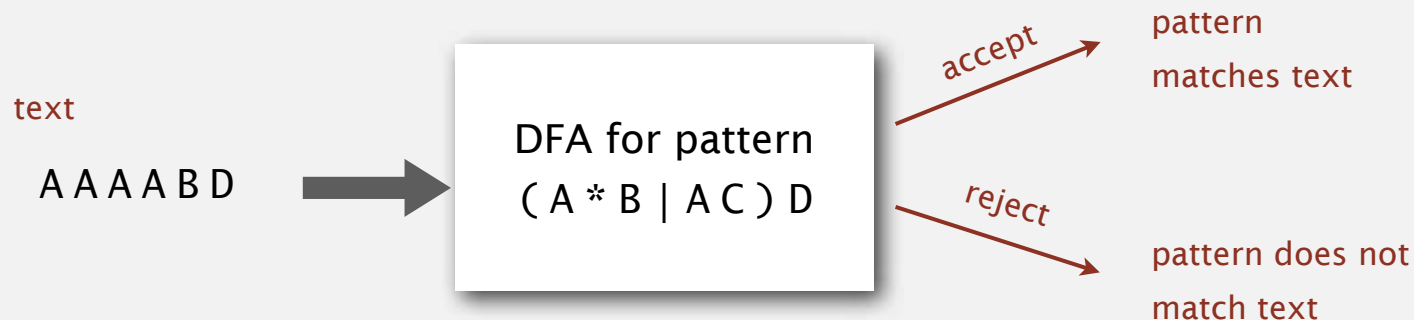 text
A A A A B D
DFA for pattern
( A * B | A C ) D
accept
pattern
matches text
reject
pattern does not
match text